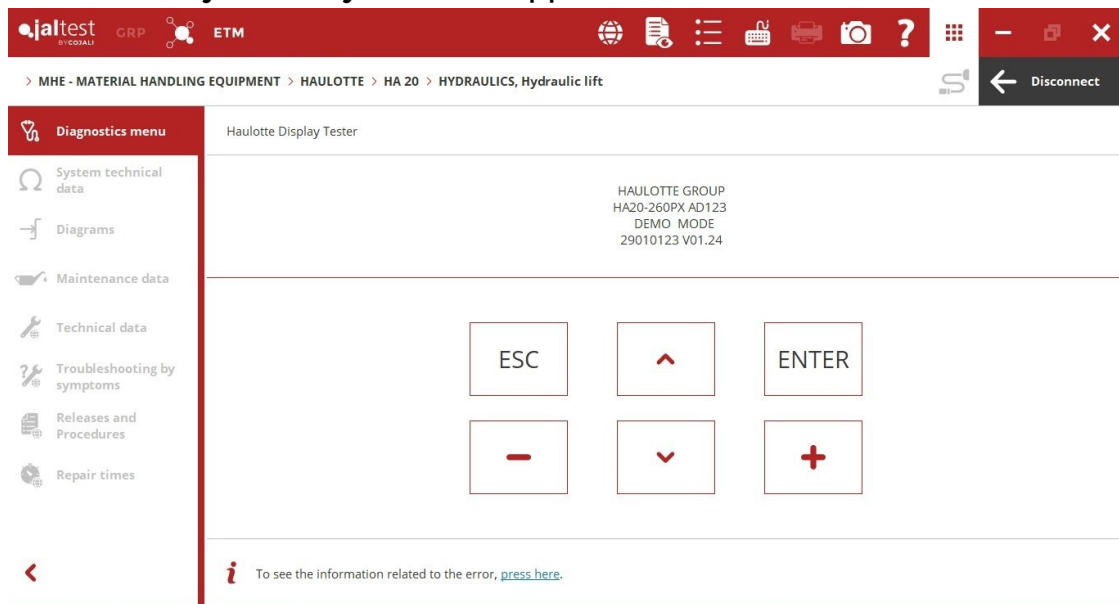 jaltest GRP ETM
BY COJALI
> MHE - MATERIAL HANDLING EQUIPMENT > HAULOTTE > HA 20 > HYDRAULICS, Hydraulic lift
Disconnect
Diagnostics menu
Haulotte Display Tester
System technical
data
Diagrams
Maintenance data
Technical data
Troubleshooting by
symptoms
Releases and
Procedures
Repair times
HAULOTTE GROUP
HA20-260PX AD123
DEMO MODE
29010123 V01.24
ESC
ENTER
To see the information related to the error, press here.